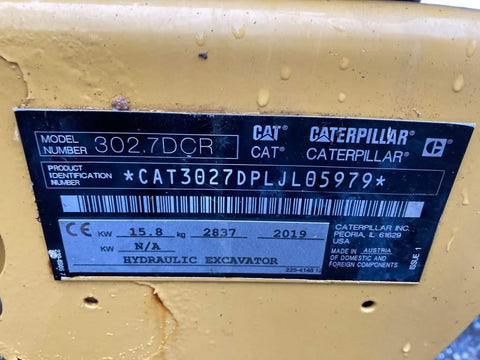 MODEL NUMBER 302.7DCR CAT® CATERPILLAR®
CAT® CATERPILLAR®
PRODUCT IDENTIFICATION NUMBER *CAT3027DPLJL05979*
CE KW 15.8 kg 2837 2019
KW N/A
HYDRAULIC EXCAVATOR
CATERPILLAR INC.
PEORIA, IL 61629
USA
MADE IN AUSTRIA
OF DOMESTIC AND
FOREIGN COMPONENTS
ISSUE 1